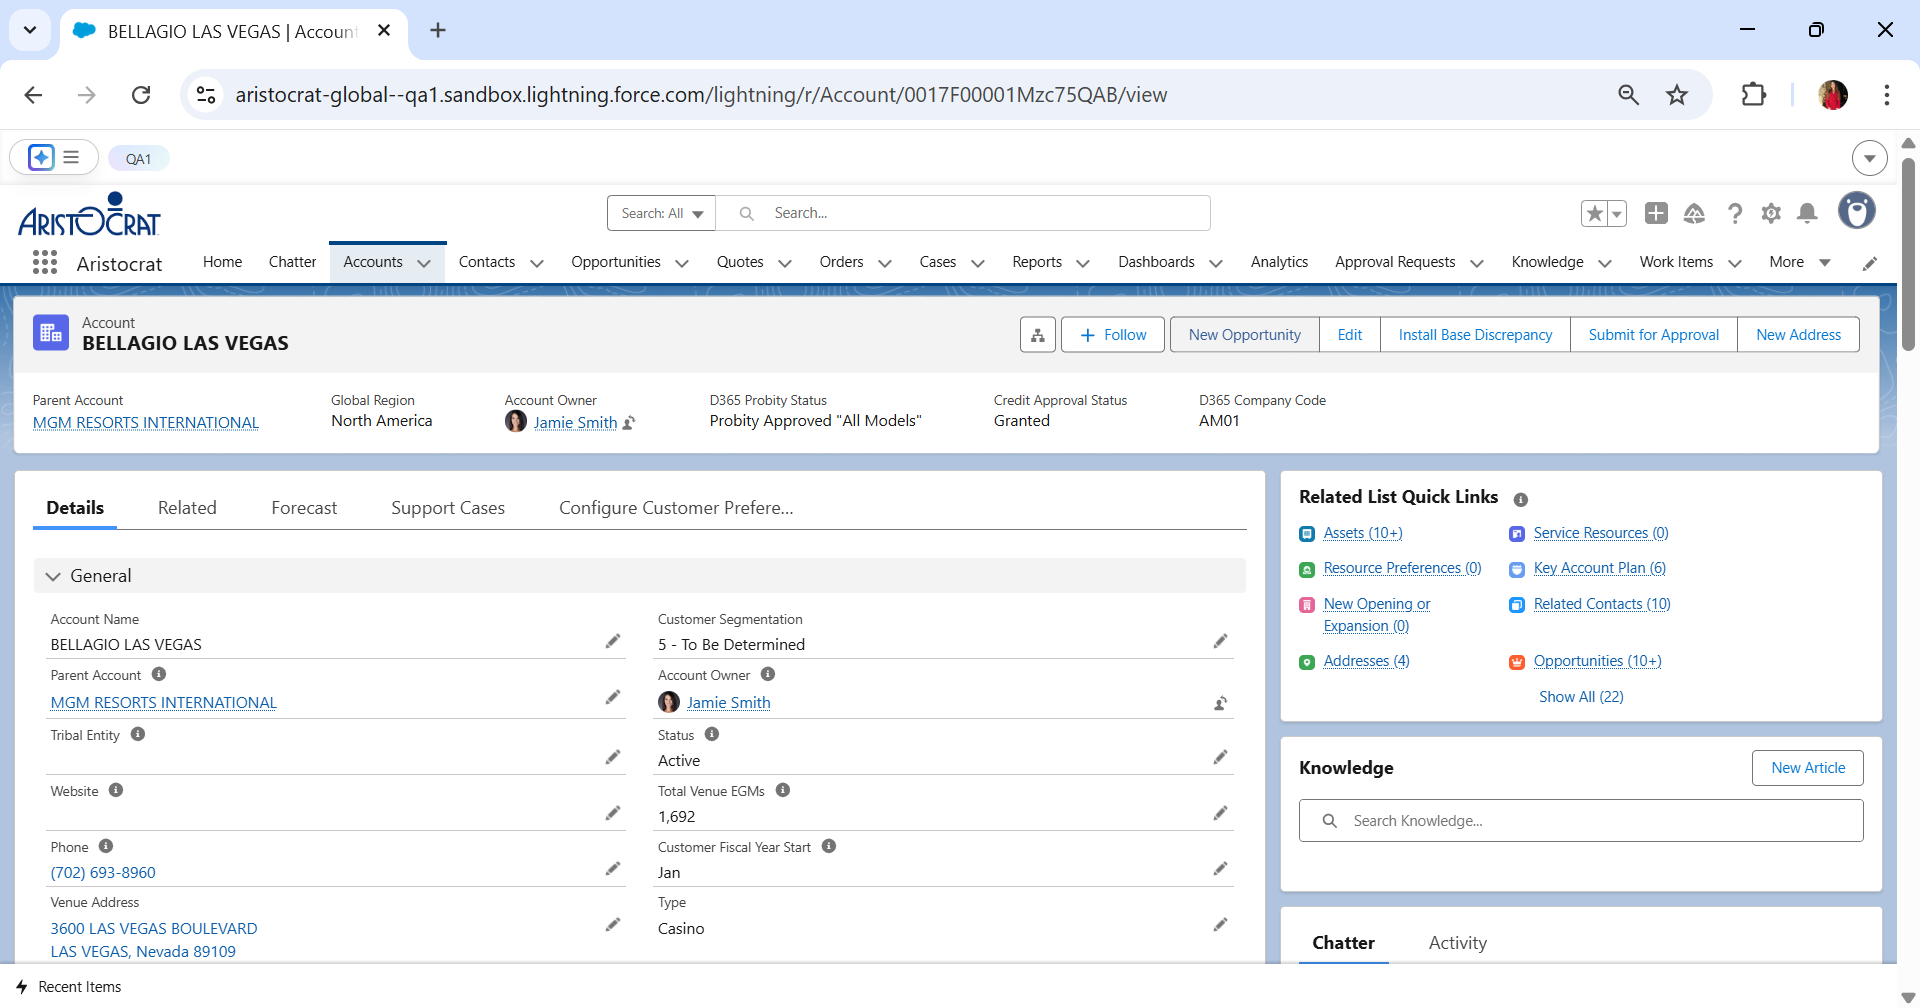 BELLAGIO LAS VEGAS | Account
aristocrat-global--qa1.sandbox.lightning.force.com/lightning/r/Account/0017F00001Mzc75QAB/view
QA1
ARISTOCRAT
Search: All
Search...
Aristocrat
Home
Chatter
Accounts
Contacts
Opportunities
Quotes
Orders
Cases
Reports
Dashboards
Analytics
Approval Requests
Knowledge
Work Items
More
Account
BELLAGIO LAS VEGAS
Follow
New Opportunity
Edit
Install Base Discrepancy
Submit for Approval
New Address
Parent Account
MGM RESORTS INTERNATIONAL
Global Region
North America
Account Owner
Jamie Smith
D365 Probity Status
Probity Approved "All Models"
Credit Approval Status
Granted
D365 Company Code
AM01
Details
Related
Forecast
Support Cases
Configure Customer Prefere...
General
Account Name
BELLAGIO LAS VEGAS
Parent Account
MGM RESORTS INTERNATIONAL
Tribal Entity
Website
Phone
(702) 693-8960
Venue Address
3600 LAS VEGAS BOULEVARD
LAS VEGAS, Nevada 89109
Customer Segmentation
5 - To Be Determined
Account Owner
Jamie Smith
Status
Active
Total Venue EGMs
1,692
Customer Fiscal Year Start
Jan
Type
Casino
Related List Quick Links
Assets (10+)
Service Resources (0)
Resource Preferences (0)
Key Account Plan (6)
New Opening or
Expansion (0)
Related Contacts (10)
Addresses (4)
Opportunities (10+)
Show All (22)
Knowledge
New Article
Search Knowledge...
Chatter
Activity
Recent Items